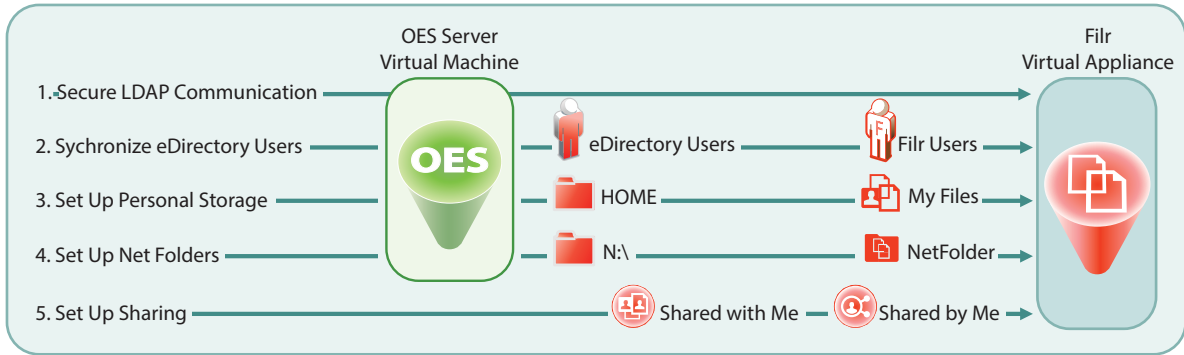 OES Server
Virtual Machine
Filr
Virtual Appliance
1. Secure LDAP Communication
2. Sychronize eDirectory Users
eDirectory Users
F
Filr Users
OES
3. Set Up Personal Storage
HOME
My Files
4. Set Up Net Folders
N:\
NetFolder
5. Set Up Sharing
Shared with Me
Shared by Me